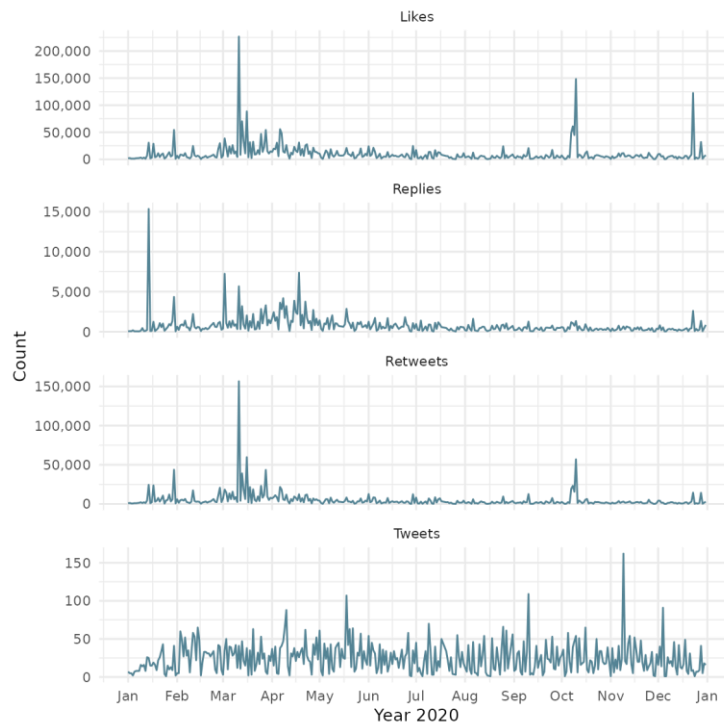 Likes
200,000
150,000
100,000
50,000
0
Replies
15,000
10,000
5,000
0
Count
Retweets
150,000
100,000
50,000
0
Tweets
150
100
50
0
Jan Feb Mar Apr May Jun Jul Aug Sep Oct Nov Dec Jan
Year 2020